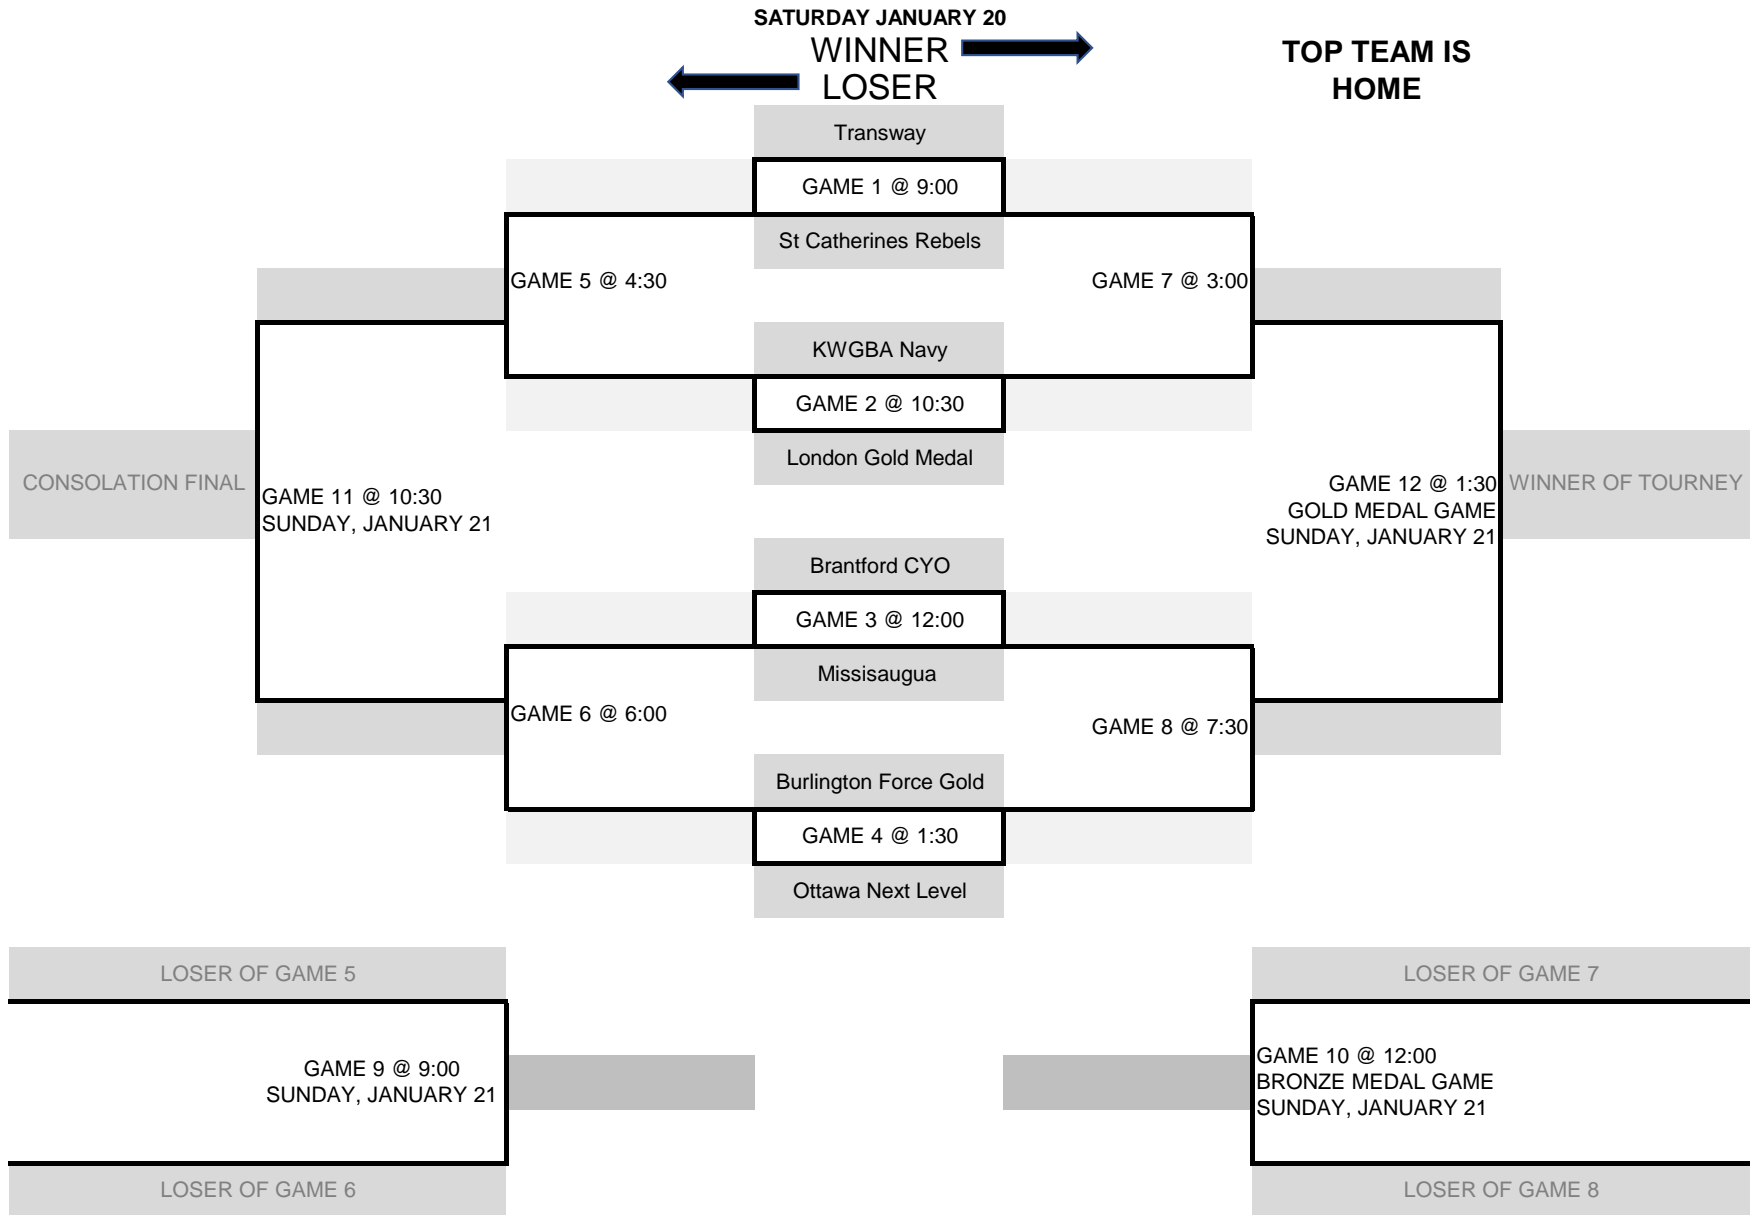 SATURDAY JANUARY 20
WINNER
LOSER
TOP TEAM IS
HOME
Transway
GAME 1 @ 9:00
St Catherines Rebels
GAME 5 @ 4:30
GAME 7 @ 3:00
KWGBA Navy
GAME 2 @ 10:30
London Gold Medal
CONSOLATION FINAL
GAME 11 @ 10:30
SUNDAY, JANUARY 21
GAME 12 @ 1:30
GOLD MEDAL GAME
SUNDAY, JANUARY 21
WINNER OF TOURNEY
Brantford CYO
GAME 3 @ 12:00
Missisaugua
GAME 6 @ 6:00
GAME 8 @ 7:30
Burlington Force Gold
GAME 4 @ 1:30
Ottawa Next Level
LOSER OF GAME 5
GAME 9 @ 9:00
SUNDAY, JANUARY 21
LOSER OF GAME 6
LOSER OF GAME 7
GAME 10 @ 12:00
BRONZE MEDAL GAME
SUNDAY, JANUARY 21
LOSER OF GAME 8